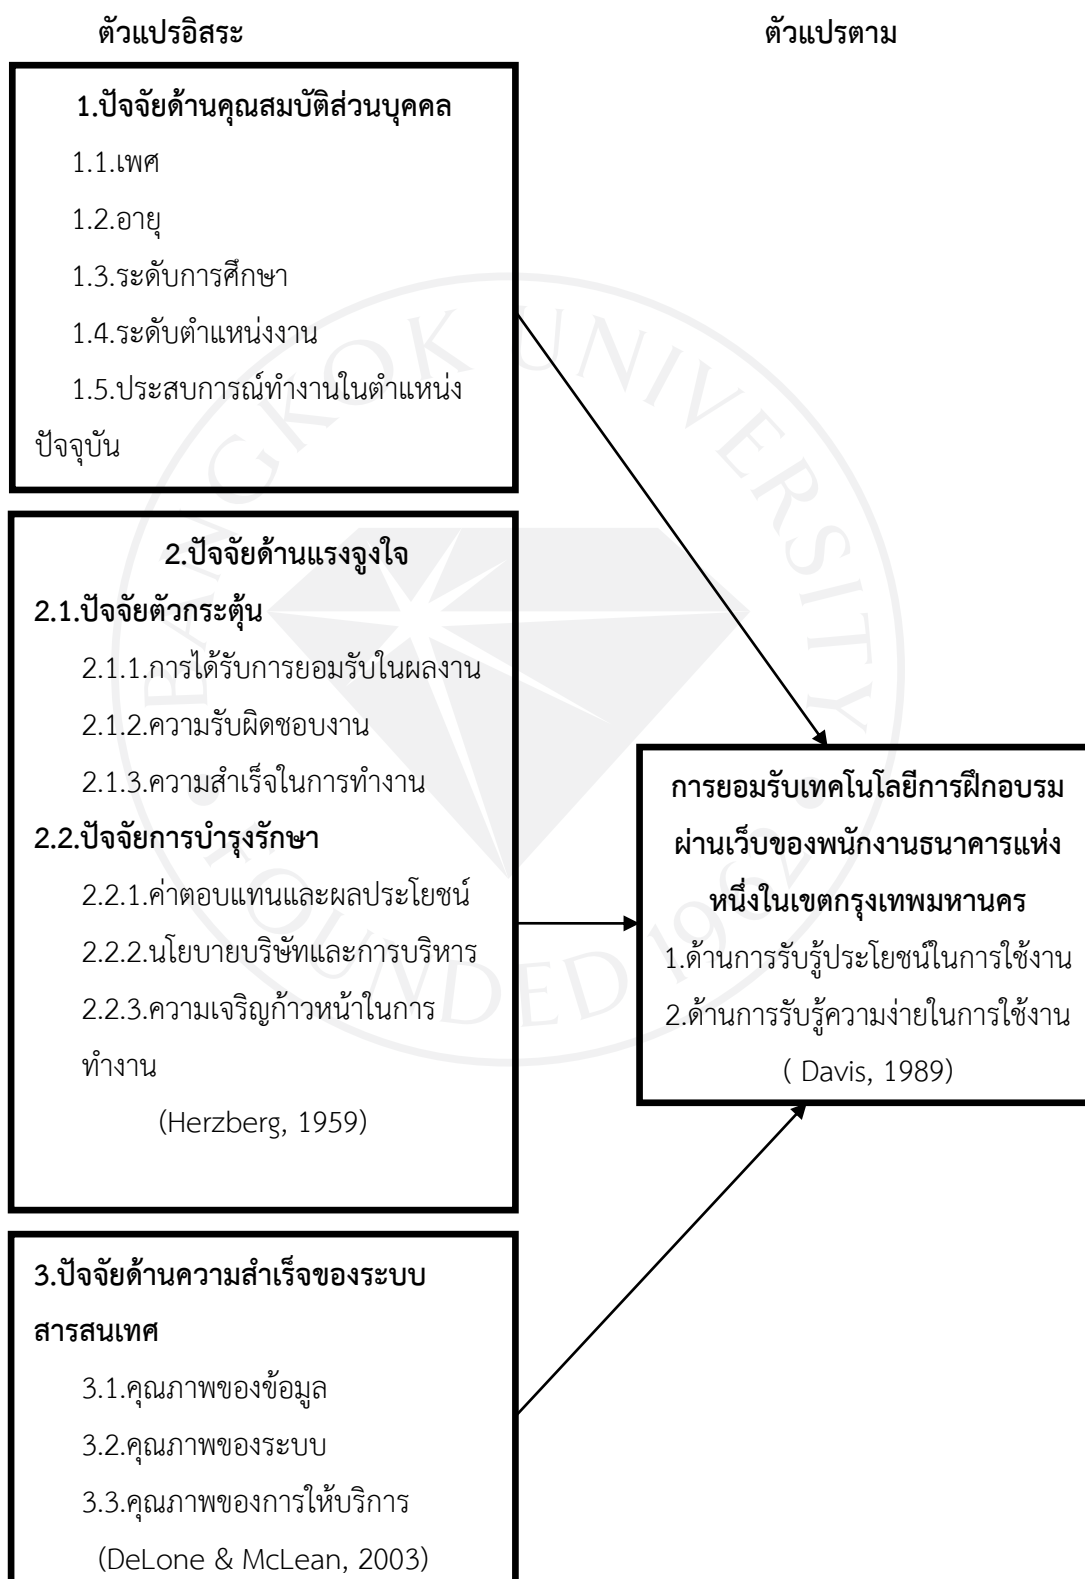 ตัวแปรอิสระ
ตัวแปรตาม
1.ปัจจัยด้านคุณสมบัติส่วนบุคคล
1.1.เพศ
1.2.อายุ
1.3.ระดับการศึกษา
1.4.ระดับตำแหน่งงาน
1.5.ประสบการณ์ทำงานในตำแหน่ง
ปัจจุบัน
2.ปัจจัยด้านแรงจูงใจ
2.1.ปัจจัยตัวกระตุ้น
2.1.1.การได้รับการยอมรับในผลงาน
2.1.2.ความรับผิดชอบงาน
2.1.3.ความสำเร็จในการทำงาน
2.2.ปัจจัยการบำรุงรักษา
2.2.1.ค่าตอบแทนและผลประโยชน์
2.2.2.นโยบายบริษัทและการบริหาร
2.2.3.ความเจริญก้าวหน้าในการ
ทำงาน
(Herzberg, 1959)
3.ปัจจัยด้านความสำเร็จของระบบ
สารสนเทศ
3.1.คุณภาพของข้อมูล
3.2.คุณภาพของระบบ
3.3.คุณภาพของการให้บริการ
(DeLone & McLean, 2003)
การยอมรับเทคโนโลยีการฝึกอบรม
ผ่านเว็บของพนักงานธนาคารแห่ง
หนึ่งในเขตกรุงเทพมหานคร
1.ด้านการรับรู้ประโยชน์ในการใช้งาน
2.ด้านการรับรู้ความง่ายในการใช้งาน
( Davis, 1989)
BANGKOK UNIVERSITY
FOUNDED 1962